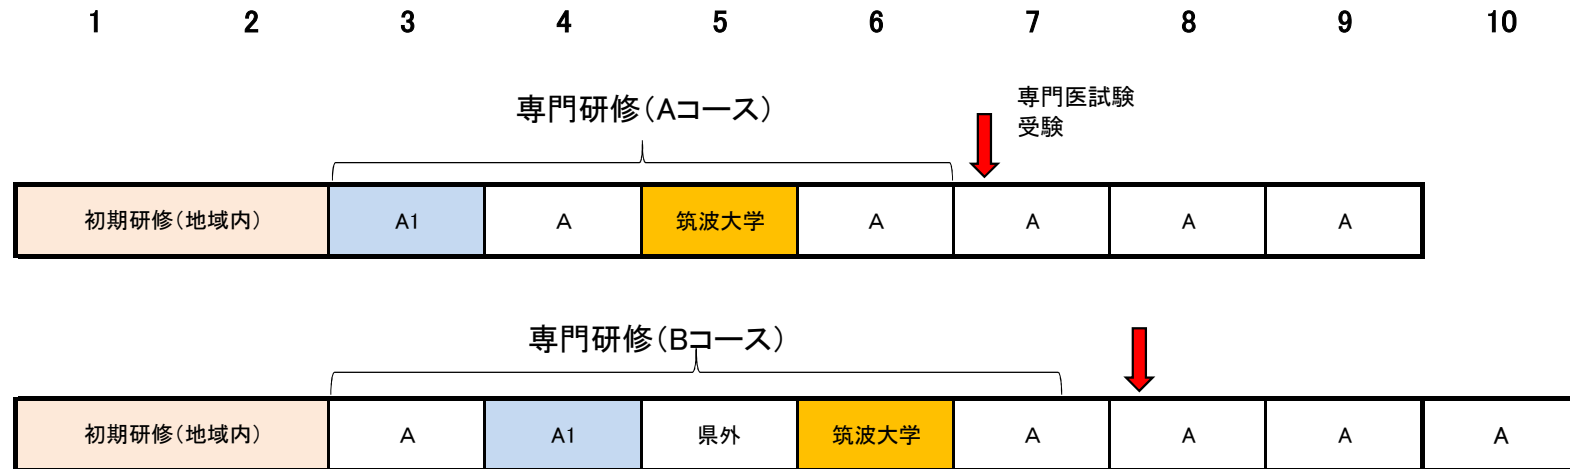 1 2 3 4 5 6 7 8 9 10
専門研修（Aコース）
専門医試験
受験
初期研修（地域内） A1 A 筑波大学 A A A A
専門研修（Bコース）
初期研修（地域内） A A1 県外 筑波大学 A A A A